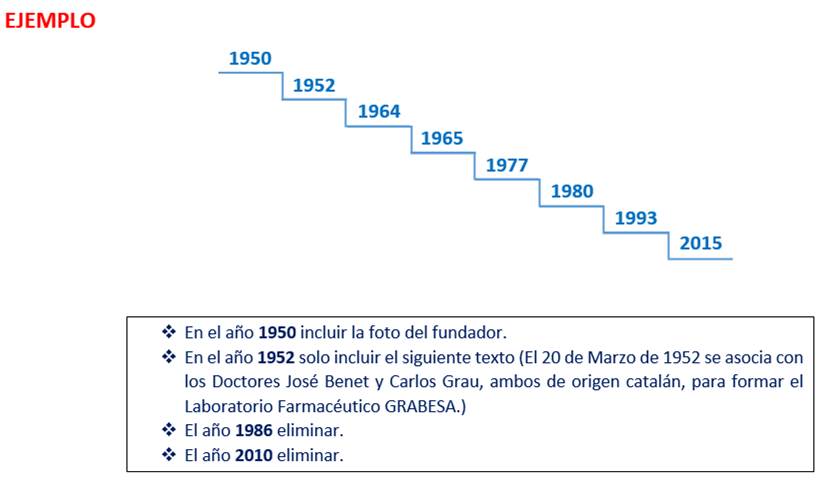 EJEMPLO
1950
1952
1964
1965
1977
1980
1993
2015
❖ En el año 1950 incluir la foto del fundador.
❖ En el año 1952 solo incluir el siguiente texto (El 20 de Marzo de 1952 se asocia con
los Doctores José Benet y Carlos Grau, ambos de origen catalán, para formar el
Laboratorio Farmacéutico GRABESA.)
❖ El año 1986 eliminar.
❖ El año 2010 eliminar.